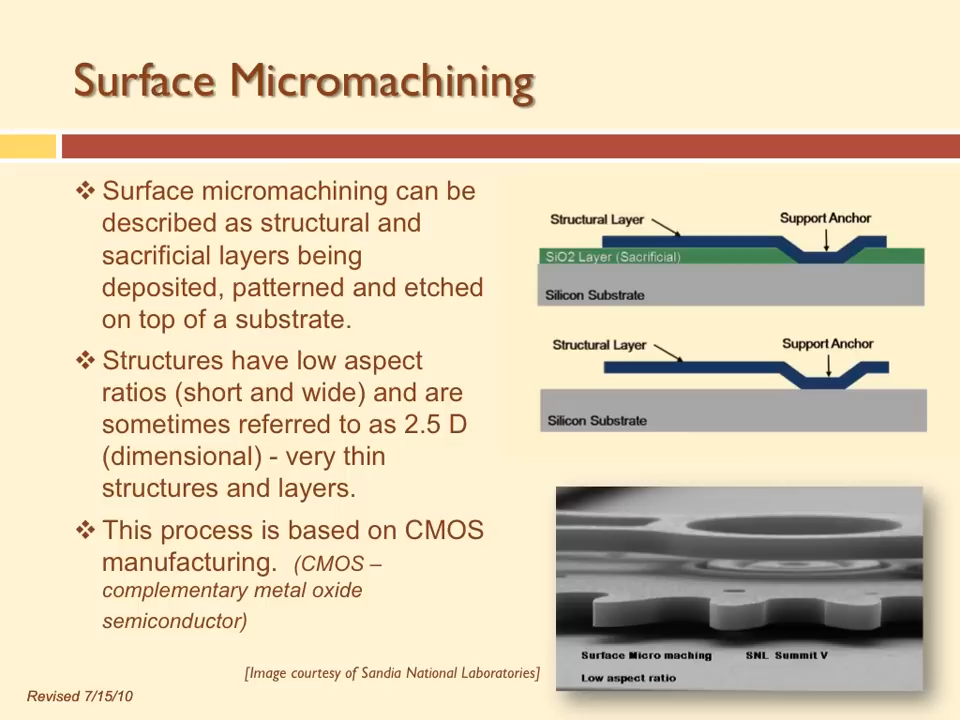 Surface Micromachining
❖ Surface micromachining can be
described as structural and
sacrificial layers being
deposited, patterned and etched
on top of a substrate.
❖ Structures have low aspect
ratios (short and wide) and are
sometimes referred to as 2.5 D
(dimensional) - very thin
structures and layers.
❖ This process is based on CMOS
manufacturing. (CMOS –
complementary metal oxide
semiconductor)
Structural Layer
Support Anchor
SiO2 Layer (Sacrificial)
Silicon Substrate
Structural Layer
Support Anchor
Silicon Substrate
Surface Micro maching SNL Summit V
Low aspect ratio
[Image courtesy of Sandia National Laboratories]
Revised 7/15/10